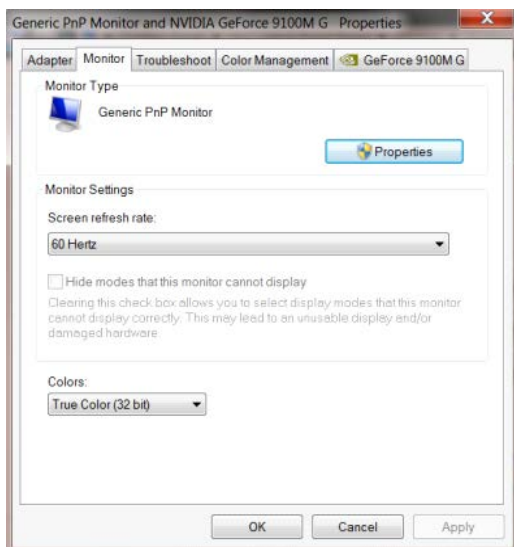 Generic PnP Monitor and NVIDIA GeForce 9100M G Properties
Adapter Monitor Troubleshoot Color Management GeForce 9100M G
Monitor Type
Generic PnP Monitor
Properties
Monitor Settings
Screen refresh rate:
60 Hertz
Hide modes that this monitor cannot display
Clearing this check box allows you to select display modes that this monitor
cannot display correctly. This may lead to an unusable display and/or
damaged hardware.
Colors:
True Color (32 bit)
OK Cancel Apply